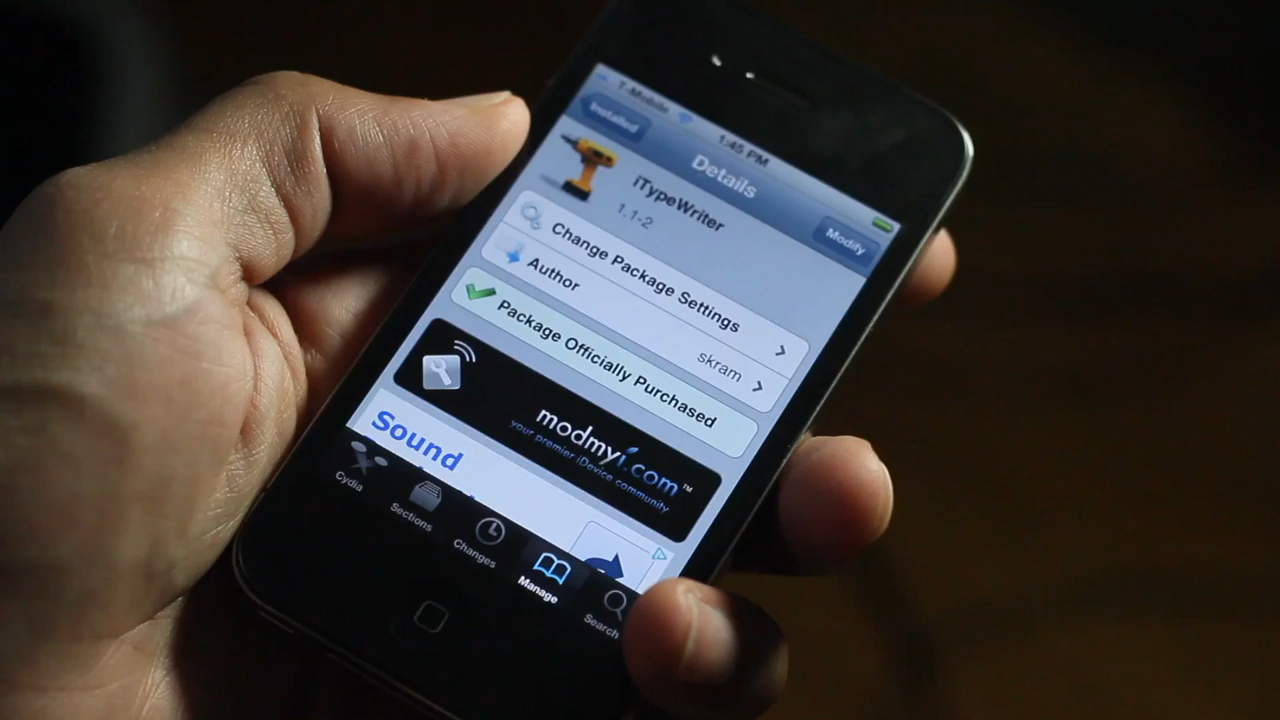 T-Mobile
1:45 PM
Installed
Details
Modify
iTypeWriter
1.1-2
Change Package Settings
Author
skram
Package Officially Purchased
modmyi.com™
your premier iDevice community
Sound
Cydia
Sections
Changes
Manage
Search